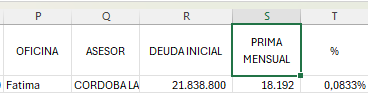 P Q R S T
OFICINA ASESOR DEUDA INICIAL PRIMA MENSUAL %
Fatima CORDOBA LA 21.838.800 18.192 0,0833%